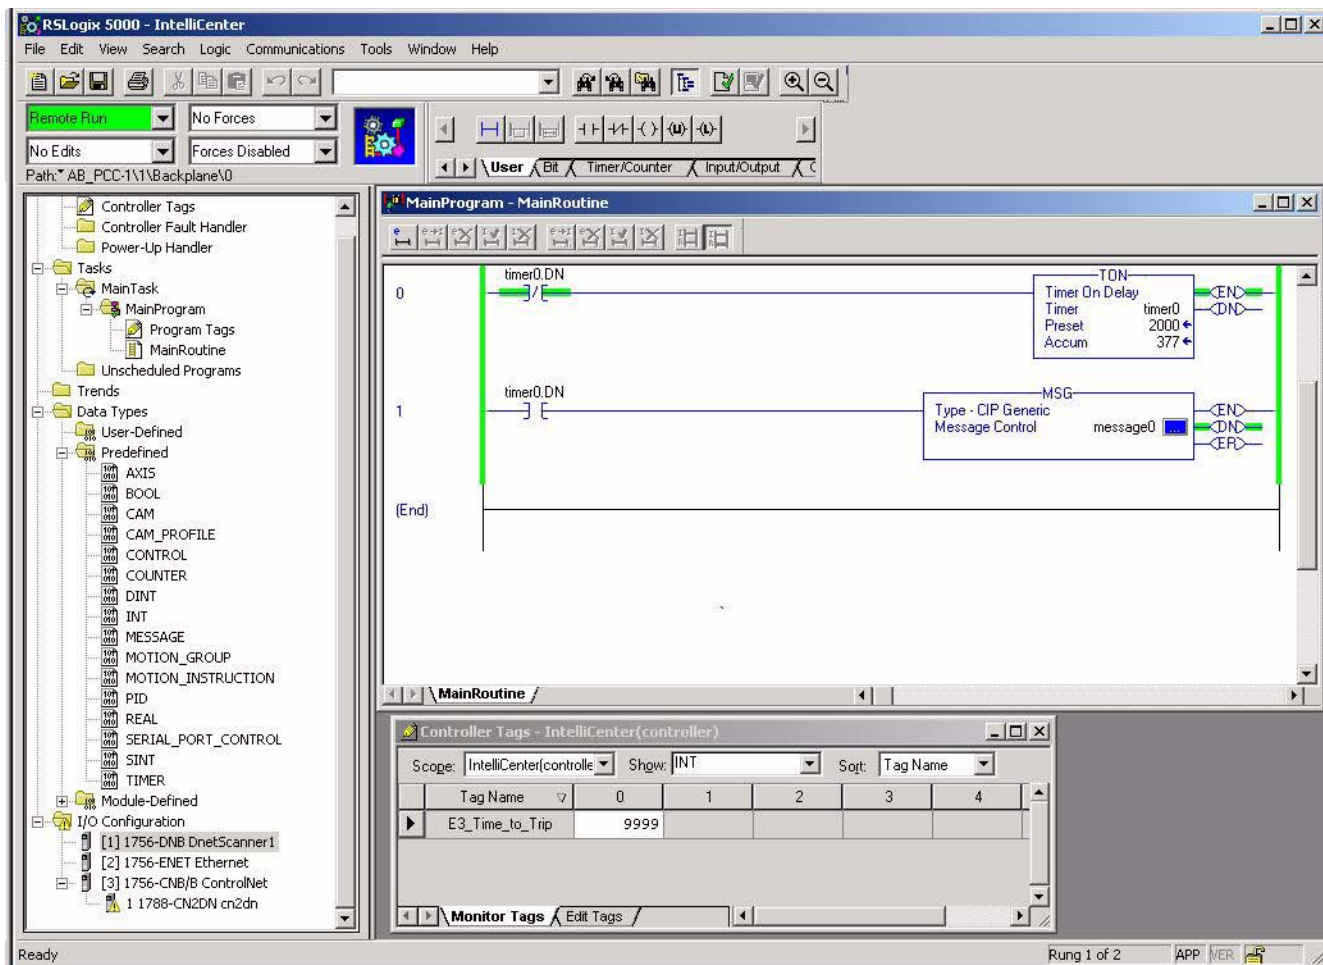 RSLogix 5000 - IntelliCenter
File Edit View Search Logic Communications Tools Window Help
Remote Run No Forces
No Edits Forces Disabled
Path: AB_PCC-1\1\Backplane\0
User Bit Timer/Counter Input/Output C
Controller Tags
Controller Fault Handler
Power-Up Handler
Tasks
MainTask
MainProgram
Program Tags
MainRoutine
Unscheduled Programs
Trends
Data Types
User-Defined
Predefined
AXIS
BOOL
CAM
CAM_PROFILE
CONTROL
COUNTER
DINT
INT
MESSAGE
MOTION_GROUP
MOTION_INSTRUCTION
PID
REAL
SERIAL_PORT_CONTROL
SINT
TIMER
Module-Defined
I/O Configuration
[1] 1756-DNB DnetScanner1
[2] 1756-ENET Ethernet
[3] 1756-CNB/B ControlNet
1 1788-CN2DN cn2dn
MainProgram - MainRoutine
timer0.DN
0
TON
Timer On Delay
Timer timer0
Preset 2000
Accum 377
EN
DN
timer0.DN
1
MSG
Type - CIP Generic
Message Control message0 ...
EN
DN
ER
(End)
MainRoutine
Controller Tags - IntelliCenter(controller)
Scope: IntelliCenter(controlle Show: INT Sort: Tag Name
Tag Name 0 1 2 3 4
E3_Time_to_Trip 9999
Monitor Tags Edit Tags
Ready
Rung 1 of 2 APP VER